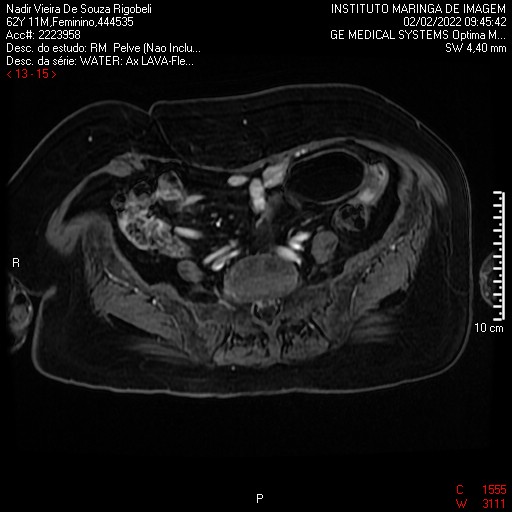 Nadir Vieira De Souza Rigobeli
62Y 11M,Feminino,444535
Acc#: 2223958
Desc. do estudo: RM Pelve (Nao Inclu...
Desc. da série: WATER: Ax LAVA-Fle...
< 13 - 15 >
INSTITUTO MARINGA DE IMAGEM
02/02/2022 09:45:42
GE MEDICAL SYSTEMS Optima M...
SW 4,40 mm
R
10 cm
P
C 1555
W 3111